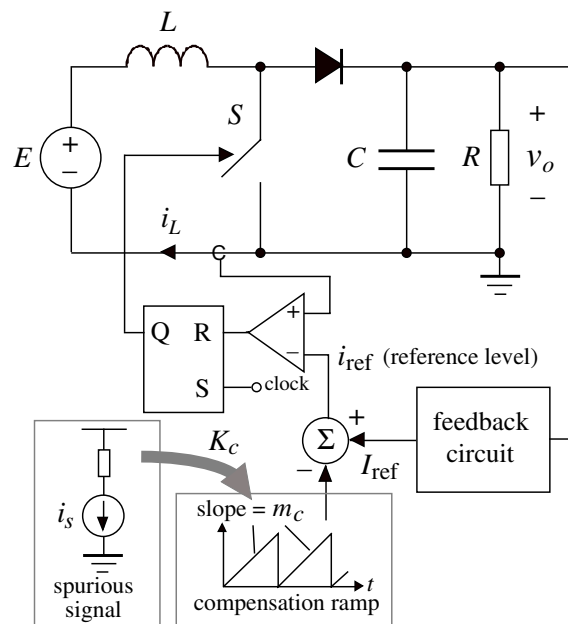 L
S
+
E
+
−
C
R
v_o
−
i_L
C
Q
R
+
−
S
clock
i_ref (reference level)
+
Σ
−
I_ref
feedback
circuit
K_c
i_s
spurious
signal
slope = m_c
t
compensation ramp